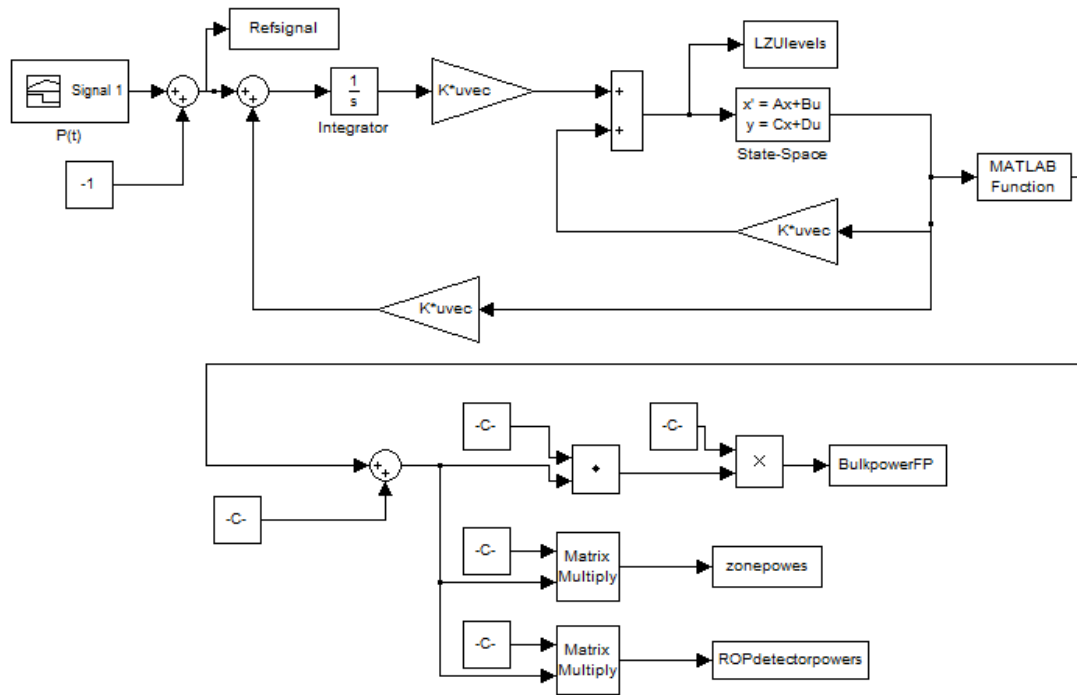 Refsignal
LZUlevels
Signal 1
+
+
+
+
1
s
K*uvec
+
+
x' = Ax+Bu
y = Cx+Du
P(t)
Integrator
State-Space
-1
MATLAB
Function
K*uvec
K*uvec
-C-
-C-
+
+
×
BulkpowerFP
-C-
-C-
Matrix
Multiply
zonepowes
-C-
Matrix
Multiply
ROPdetectorpowers